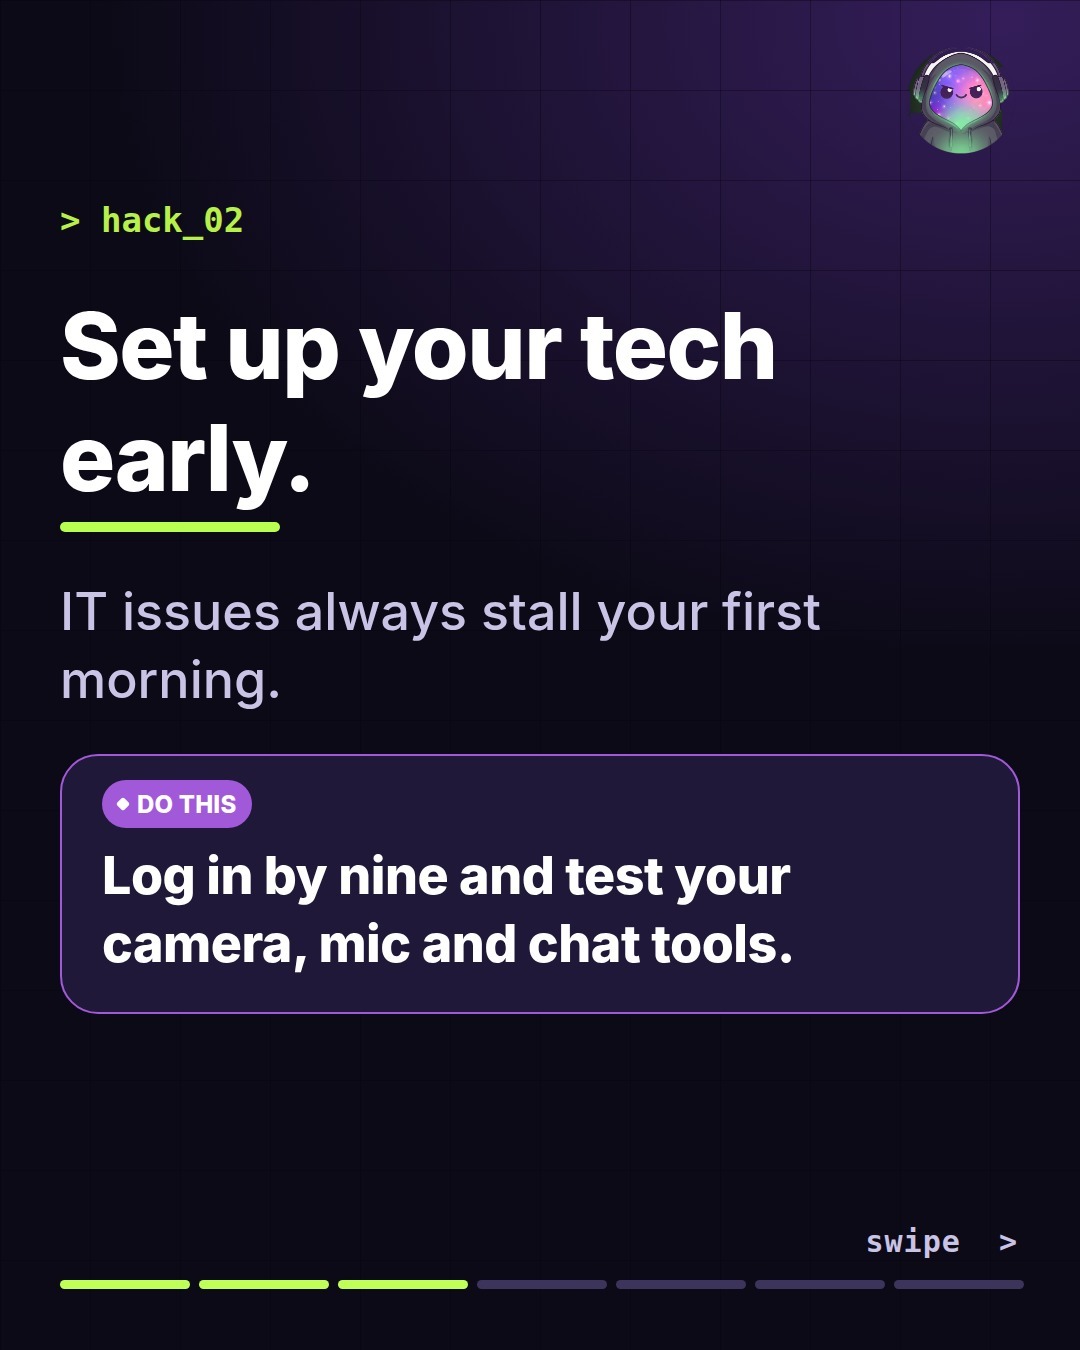 > hack_02
Set up your tech
early.
IT issues always stall your first
morning.
DO THIS
Log in by nine and test your
camera, mic and chat tools.
swipe >